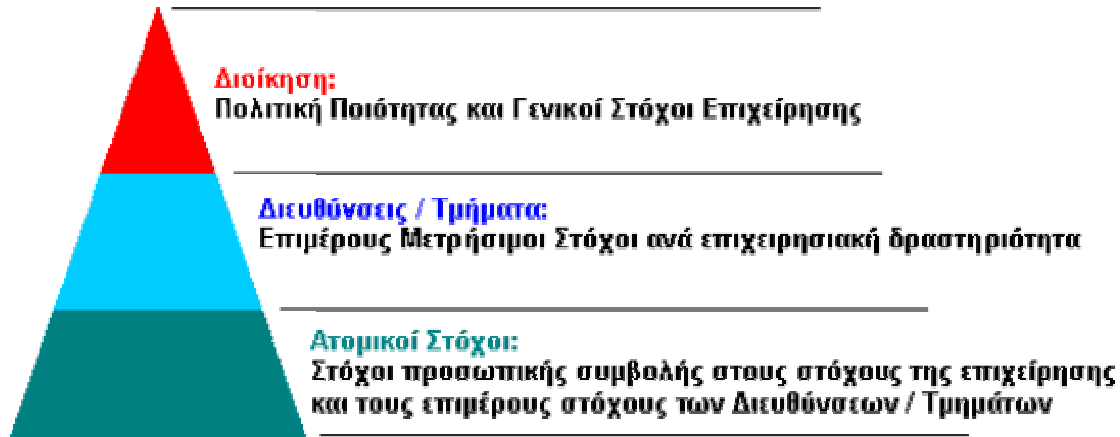 Διοίκηση:
Πολιτική Ποιότητας και Γενικοί Στόχοι Επιχείρησης
Διευθύνσεις / Τμήματα:
Επιμέρους Μετρήσιμοι Στόχοι ανά επιχειρησιακή δραστηριότητα
Ατομικοί Στόχοι:
Στόχοι προσωπικής συμβολής στους στόχους της επιχείρησης
και τους επιμέρους στόχους των Διευθύνσεων / Τμημάτων